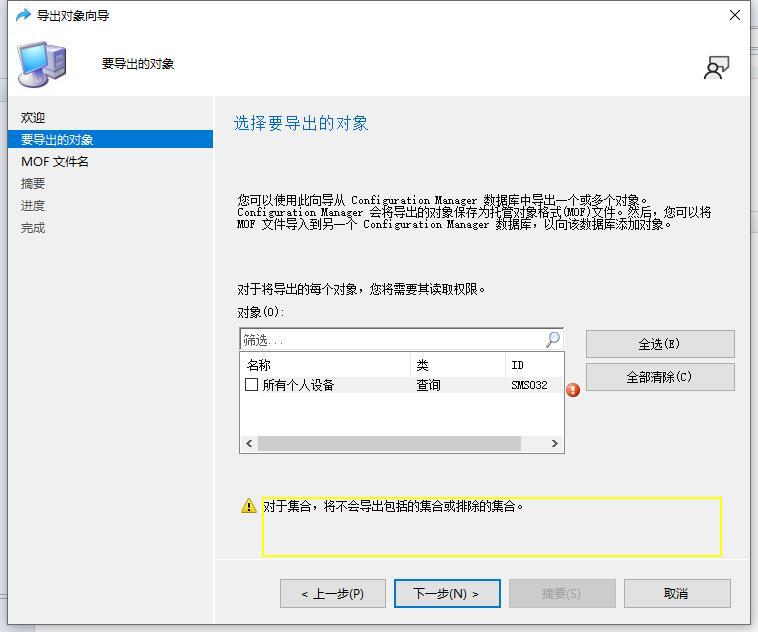 导出对象向导
要导出的对象
欢迎
要导出的对象
MOF 文件名
摘要
进度
完成
选择要导出的对象
您可以使用此向导从 Configuration Manager 数据库中导出一个或多个对象。
Configuration Manager 会将导出的对象保存为托管对象格式(MOF)文件。然后，您可以将
MOF 文件导入到另一个 Configuration Manager 数据库，以向该数据库添加对象。
对于将导出的每个对象，您将需要其读取权限。
对象(O):
筛选...
全选(E)
名称 类 ID
全部清除(C)
所有个人设备 查询 SMS032
对于集合，将不会导出包括的集合或排除的集合。
< 上一步(P) 下一步(N) > 摘要(S) 取消